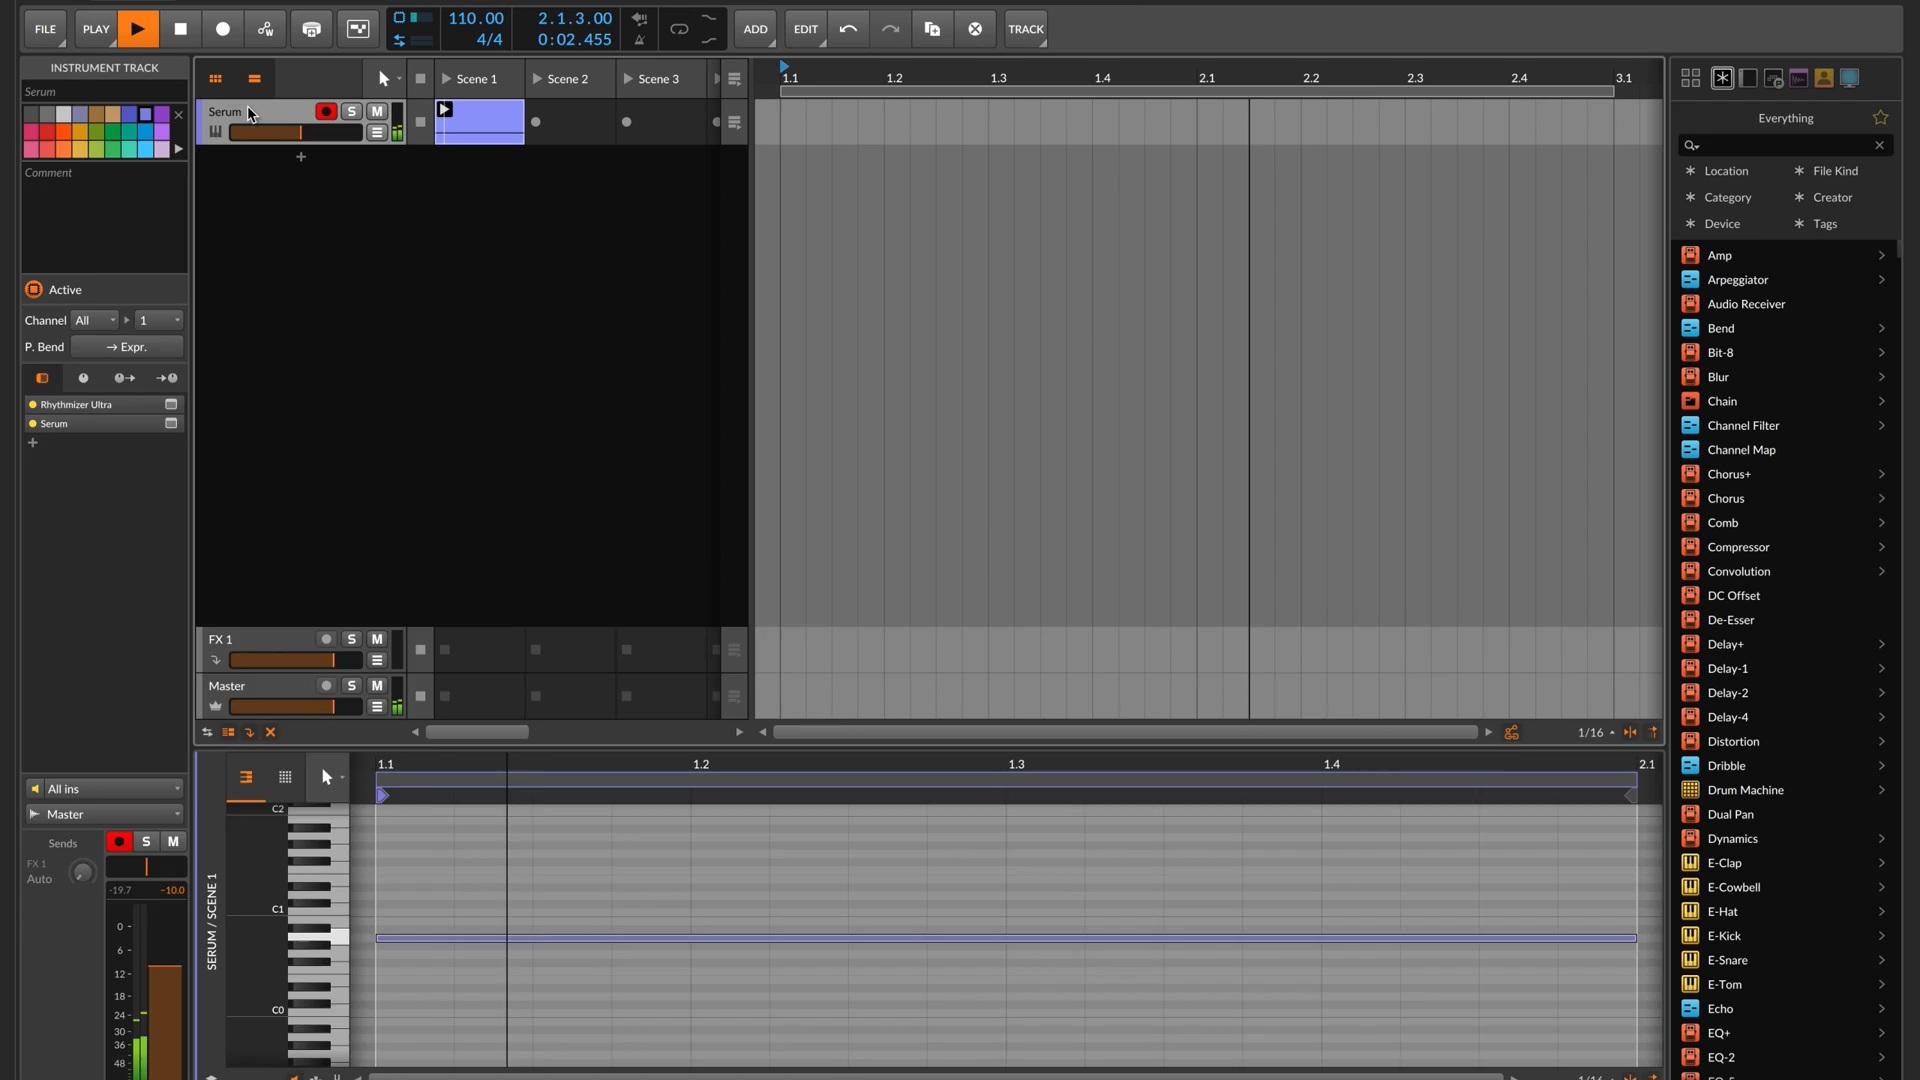 FILE PLAY 110.00 4/4 2.1.3.00 0:02.455 ADD EDIT TRACK
INSTRUMENT TRACK
Serum
Comment
Active
Channel All 1
P. Bend → Expr.
Rhythmizer Ultra
Serum
All ins
Master
Sends S M
FX 1
Auto
-19.7 -10.0
0
6
12
18
24
30
36
48
Scene 1 Scene 2 Scene 3
Serum S M
FX 1 S M
Master S M
1.1 1.2 1.3 1.4 2.1 2.2 2.3 2.4 3.1
1/16
1.1 1.2 1.3 1.4 2.1
SERUM / SCENE 1
C2
C1
C0
Everything
Location File Kind
Category Creator
Device Tags
Amp
Arpeggiator
Audio Receiver
Bend
Bit-8
Blur
Chain
Channel Filter
Channel Map
Chorus+
Chorus
Comb
Compressor
Convolution
DC Offset
De-Esser
Delay+
Delay-1
Delay-2
Delay-4
Distortion
Dribble
Drum Machine
Dual Pan
Dynamics
E-Clap
E-Cowbell
E-Hat
E-Kick
E-Snare
E-Tom
Echo
EQ+
EQ-2